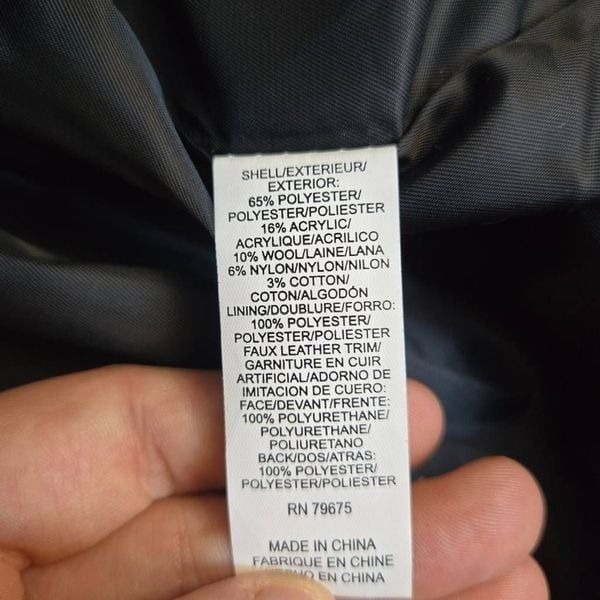 SHELL/EXTERIEUR/
EXTERIOR:
65% POLYESTER/
POLYESTER/POLIESTER
16% ACRYLIC/
ACRYLIQUE/ACRILICO
10% WOOL/LAINE/LANA
6% NYLON/NYLON/NILON
3% COTTON/
COTON/ALGODÓN
LINING/DOUBLURE/FORRO:
100% POLYESTER/
POLYESTER/POLIESTER
FAUX LEATHER TRIM/
GARNITURE EN CUIR
ARTIFICIAL/ADORNO DE
IMITACION DE CUERO:
FACE/DEVANT/FRENTE:
100% POLYURETHANE/
POLYURETHANE/
POLIURETANO
BACK/DOS/ATRAS:
100% POLYESTER/
POLYESTER/POLIESTER
RN 79675
MADE IN CHINA
FABRIQUE EN CHINE
EN CHINA